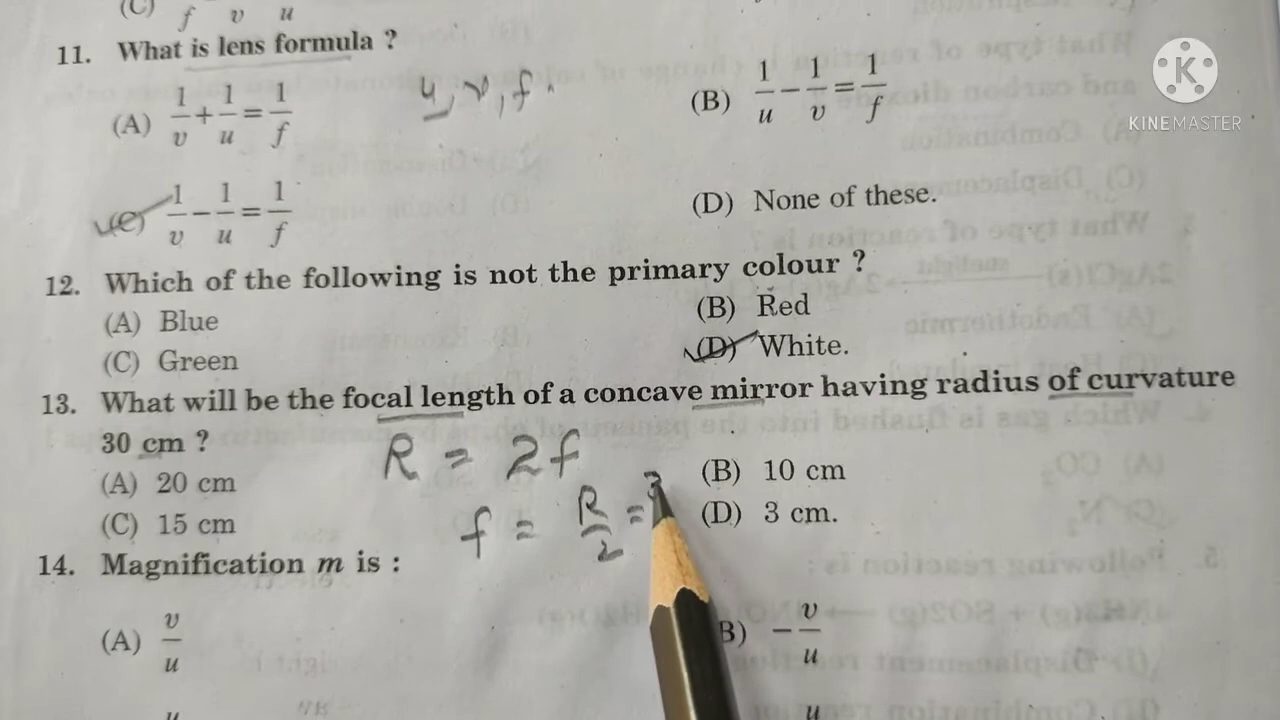 (C) f v u
11. What is lens formula ?
u, v, f.
(A) 1/v + 1/u = 1/f
(B) 1/u − 1/v = 1/f
(C) 1/v − 1/u = 1/f
(D) None of these.
12. Which of the following is not the primary colour ?
(A) Blue
(B) Red
(C) Green
(D) White.
13. What will be the focal length of a concave mirror having radius of curvature
30 cm ?
R = 2f
(A) 20 cm
(B) 10 cm
f = R/2 = 3
(C) 15 cm
(D) 3 cm.
14. Magnification m is :
(A) v/u
B) − v/u
u
u
K
KINEMASTER